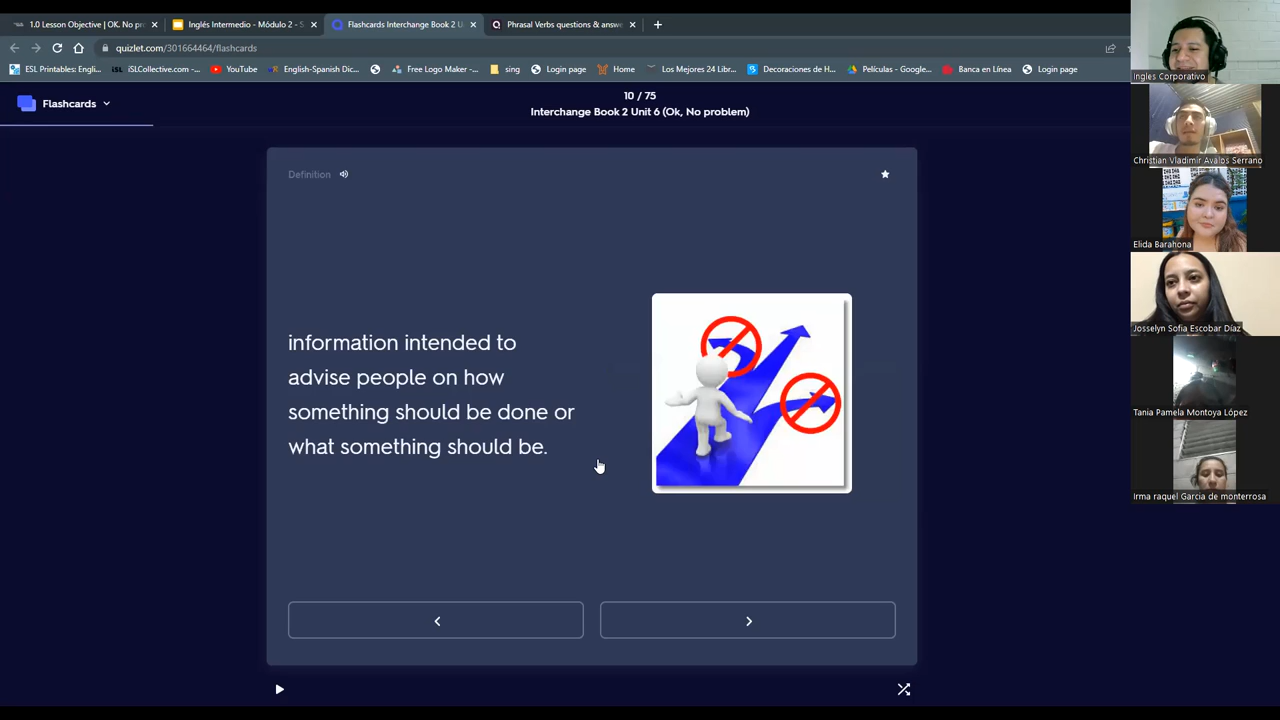 1.0 Lesson Objective | OK. No pr
Inglés Intermedio - Módulo 2 - S
Flashcards Interchange Book 2 U
Phrasal Verbs questions & answe
quizlet.com/301664464/flashcards
ESL Printables: Engli...
iSLCollective.com -...
YouTube
English-Spanish Dic...
Free Logo Maker -...
sing
Login page
Home
Los Mejores 24 Libr...
Decoraciones de H...
Películas - Google...
Banca en Línea
Login page
Flashcards
10 / 75
Interchange Book 2 Unit 6 (Ok, No problem)
Definition
information intended to
advise people on how
something should be done or
what something should be.
Ingles Corporativo
Christian Vladimir Avalos Serrano
Elida Barahona
Josselyn Sofia Escobar Díaz
Tania Pamela Montoya López
Irma raquel Garcia de monterrosa